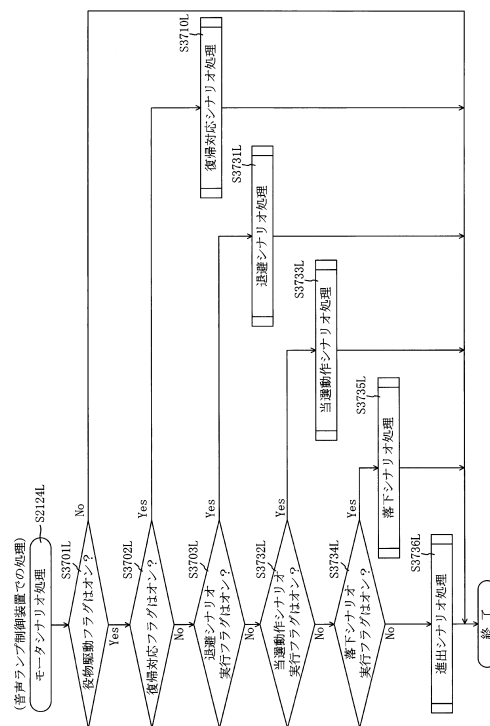 (音声ランプ制御装置での処理)
モータシナリオ処理
S2124L
S3701L
役物駆動フラグはオン?
No
Yes
S3702L
復帰対応フラグはオン?
Yes
No
S3710L
復帰対応シナリオ処理
S3703L
退避シナリオ
実行フラグはオン?
Yes
No
S3731L
退避シナリオ処理
S3732L
当選動作シナリオ
実行フラグはオン?
Yes
No
S3733L
当選動作シナリオ処理
S3734L
落下シナリオ
実行フラグはオン?
Yes
No
S3735L
落下シナリオ処理
S3736L
進出シナリオ処理
終了